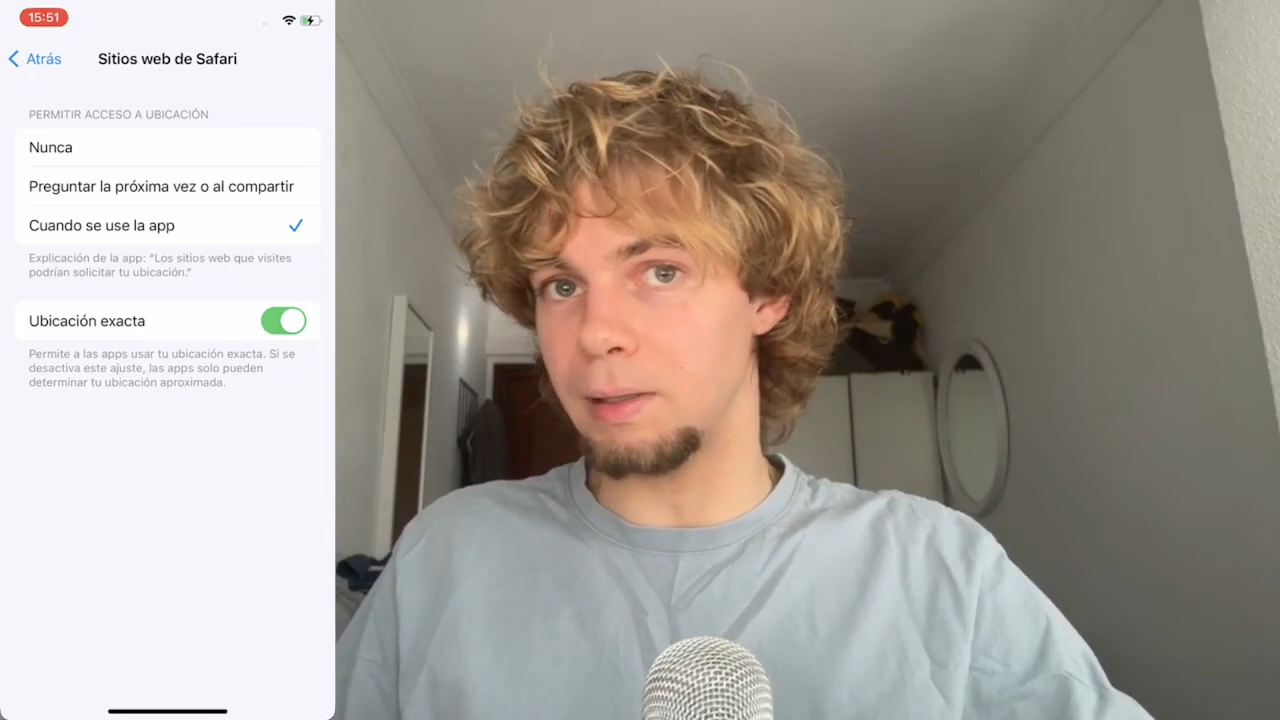 15:51
Atrás
Sitios web de Safari
PERMITIR ACCESO A UBICACIÓN
Nunca
Preguntar la próxima vez o al compartir
Cuando se use la app
Explicación de la app: “Los sitios web que visites
podrían solicitar tu ubicación.”
Ubicación exacta
Permite a las apps usar tu ubicación exacta. Si se
desactiva este ajuste, las apps solo pueden
determinar tu ubicación aproximada.